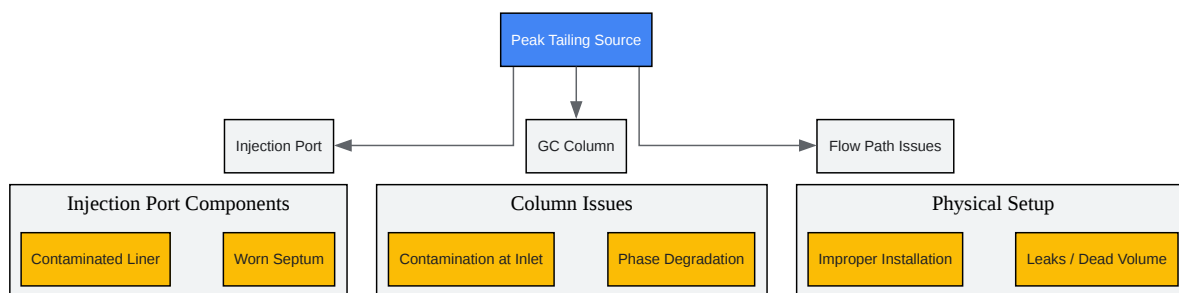 Peak Tailing Source
Injection Port
GC Column
Flow Path Issues
Injection Port Components
Column Issues
Physical Setup
Contaminated Liner
Worn Septum
Contamination at Inlet
Phase Degradation
Improper Installation
Leaks / Dead Volume